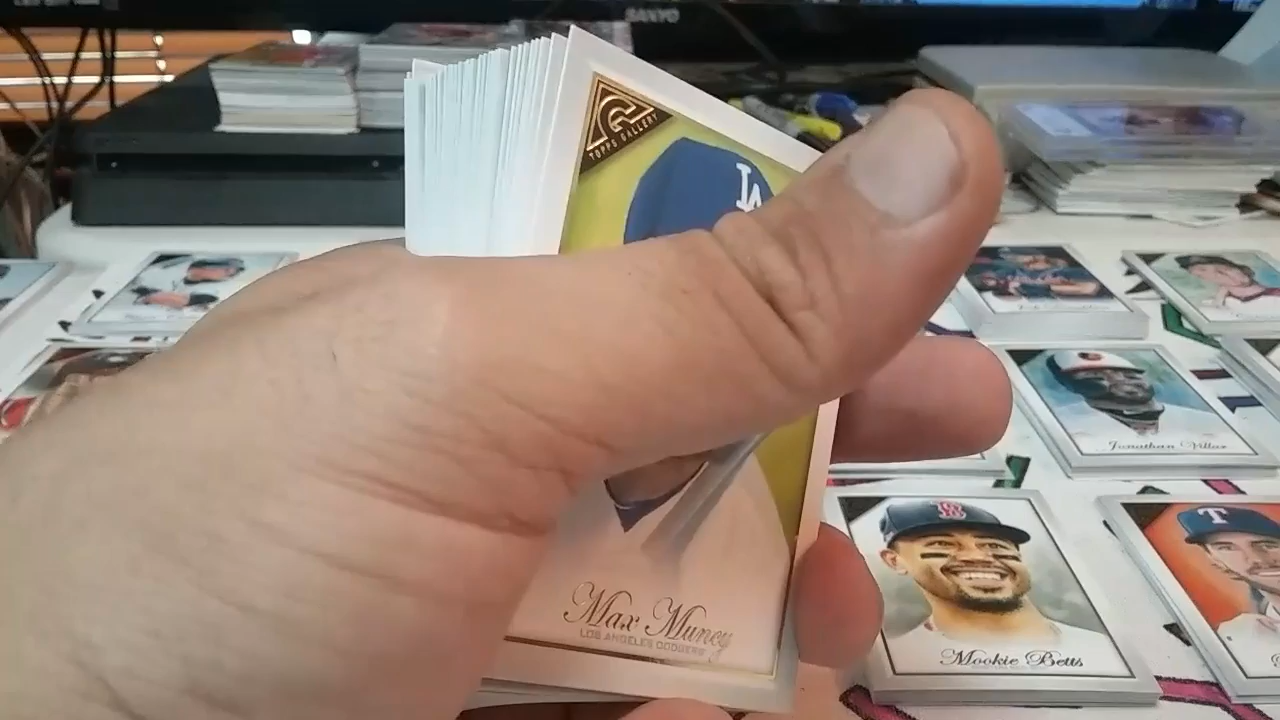 SANYO
TOPPS GALLERY
LA
Max Muncy
LOS ANGELES DODGERS
Jonathan Villar
B
Mookie Betts
T